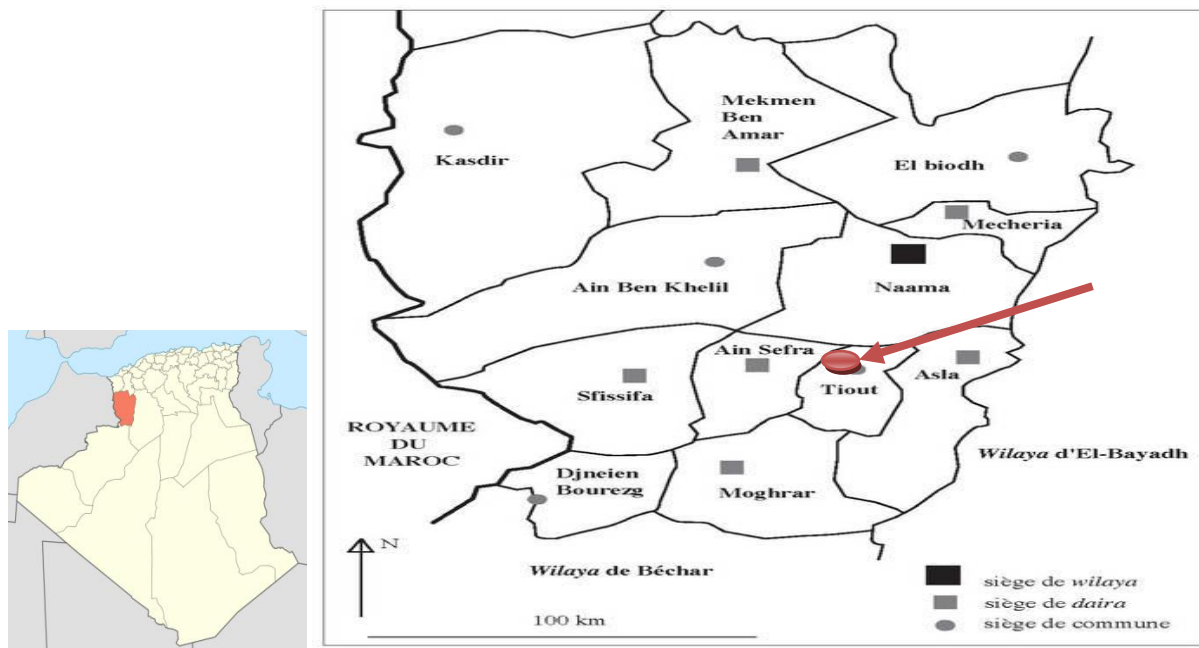 Mekmen
Ben
Amar
Kasdir
El biodh
Mecheria
Ain Ben Khelil
Naama
Ain Sefra
Sfissifa
Tiout
Asla
ROYAUME
DU
MAROC
Wilaya d'El-Bayadh
Djneien
Bourezg
Moghrar
N
Wilaya de Béchar
siège de wilaya
siège de daira
100 km
siège de commune